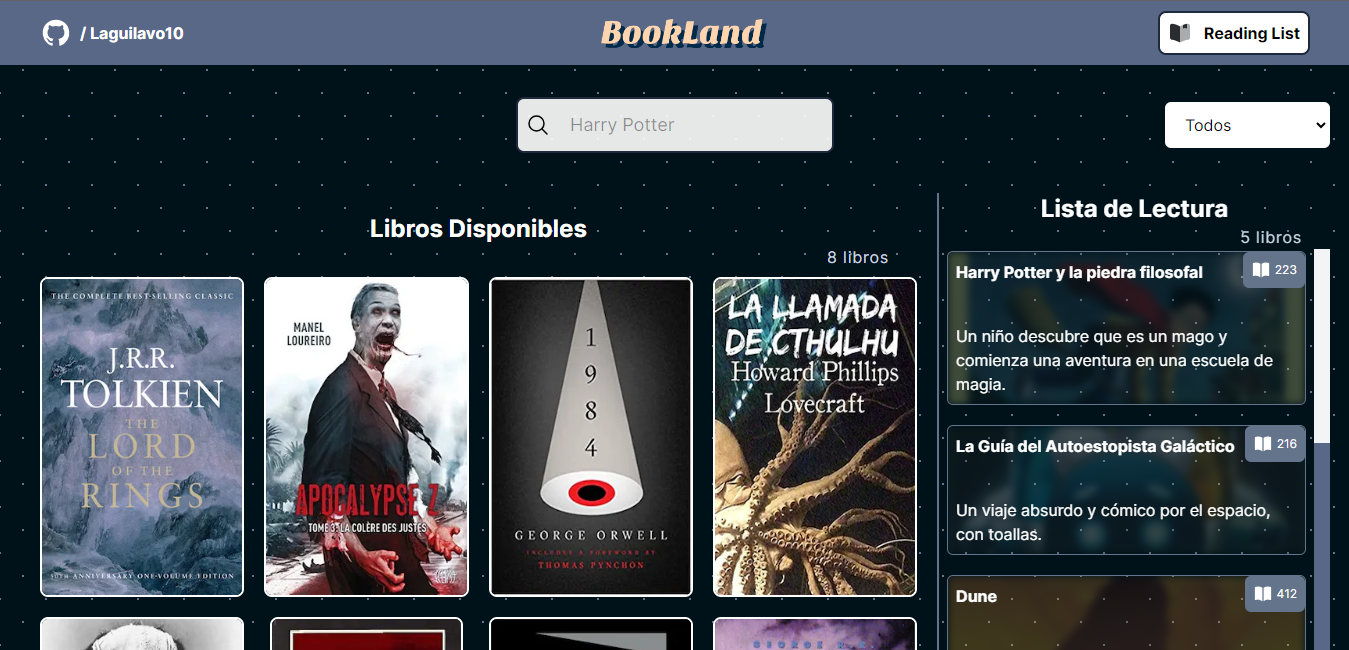 / Laguilavo10
BookLand
Reading List
Harry Potter
Todos
Libros Disponibles
8 libros
THE COMPLETE BEST-SELLING CLASSIC
J.R.R.
TOLKIEN
THE
LORD
OF THE
RINGS
50TH ANNIVERSARY ONE-VOLUME EDITION
MANEL
LOUREIRO
APOCALYPSE Z
TOME 3: LA COLÈRE DES JUSTES
1
9
8
4
GEORGE ORWELL
INCLUDES A FOREWORD BY
THOMAS PYNCHON
LA LLAMADA
DE CTHULHU
Howard Phillips
Lovecraft
GEORGE R.
Lista de Lectura
5 libros
Harry Potter y la piedra filosofal
223
Un niño descubre que es un mago y
comienza una aventura en una escuela de
magia.
La Guía del Autoestopista Galáctico
216
Un viaje absurdo y cómico por el espacio,
con toallas.
Dune
412